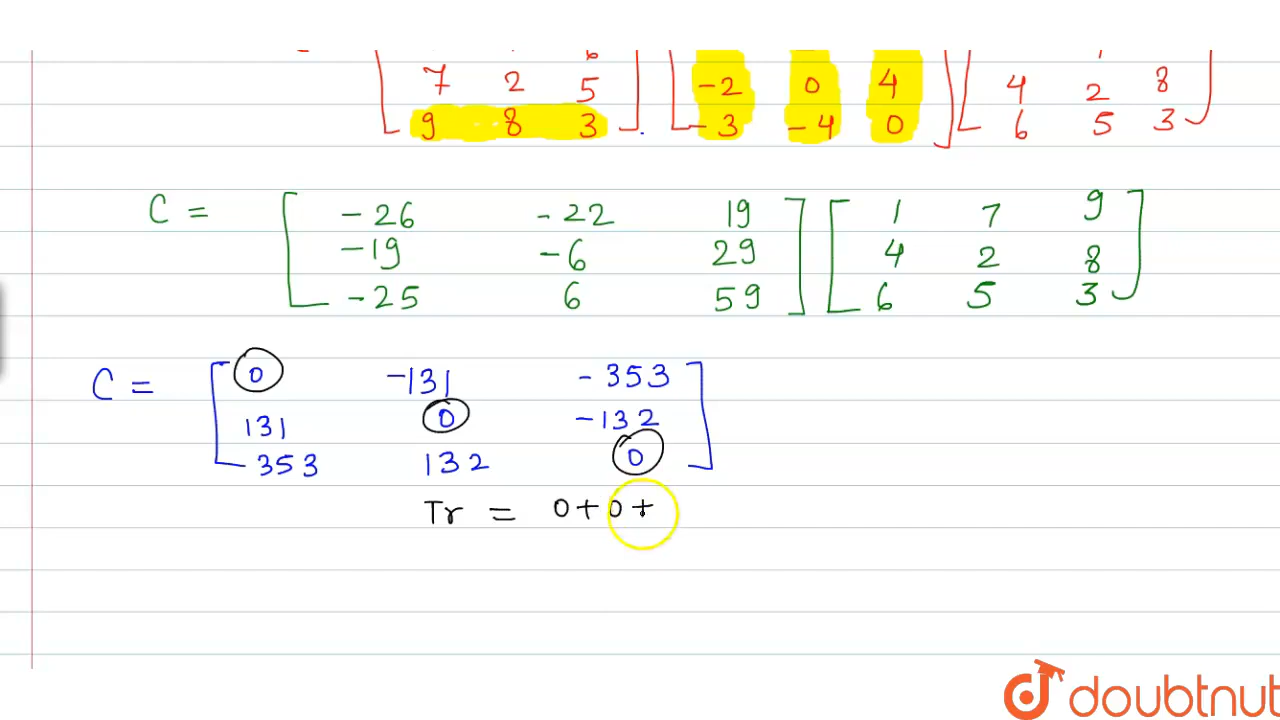 6
7 2 5 -2 0 4 4 2 8
9 8 3 -3 -4 0 6 5 3
C = -26 -22 19 1 7 9
-19 -6 29 4 2 8
-25 6 59 6 5 3
C = 0 -131 -353
131 0 -132
353 132 0
Tr = 0+0+
doubtnut